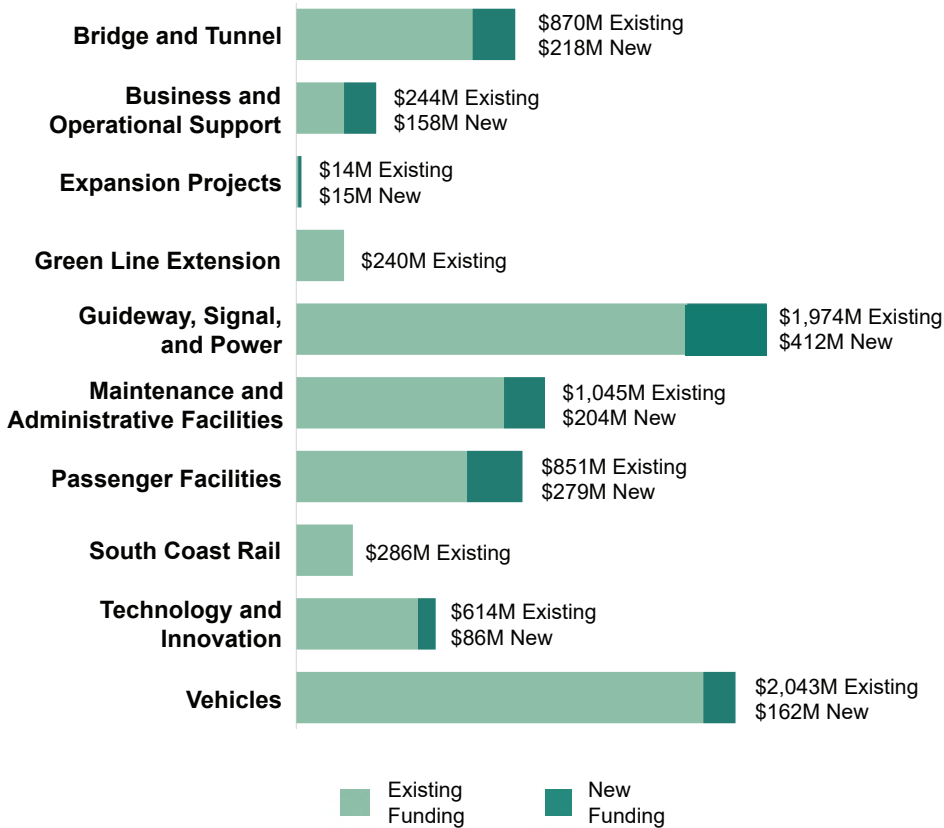 Bridge and Tunnel
$870M Existing
$218M New
Business and
Operational Support
$244M Existing
$158M New
Expansion Projects
$14M Existing
$15M New
Green Line Extension
$240M Existing
Guideway, Signal,
and Power
$1,974M Existing
$412M New
Maintenance and
Administrative Facilities
$1,045M Existing
$204M New
Passenger Facilities
$851M Existing
$279M New
South Coast Rail
$286M Existing
Technology and
Innovation
$614M Existing
$86M New
Vehicles
$2,043M Existing
$162M New
Existing
Funding
New
Funding